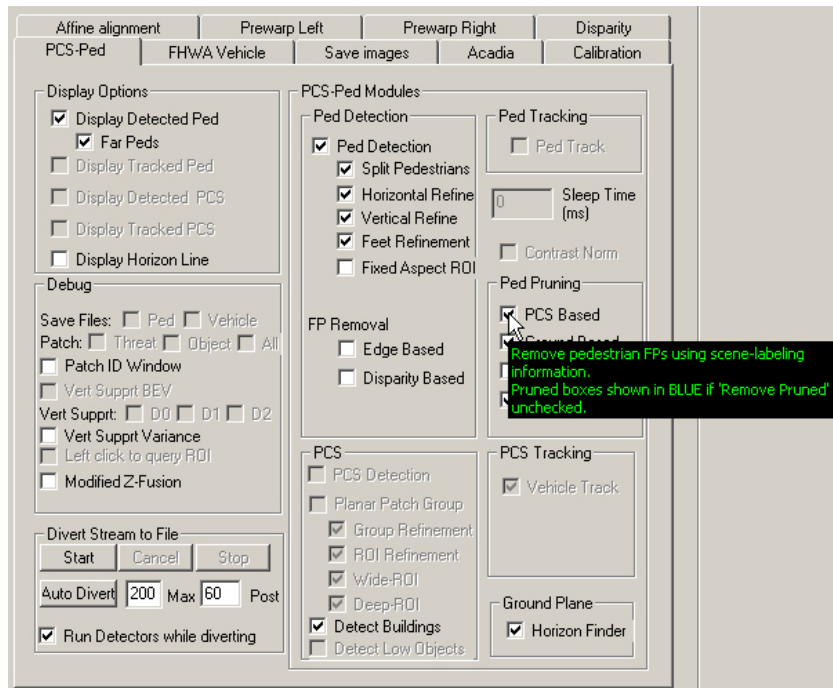 Affine alignment
Prewarp Left
Prewarp Right
Disparity
PCS-Ped
FHWA Vehicle
Save images
Acadia
Calibration
Display Options
Display Detected Ped
Far Peds
Display Tracked Ped
Display Detected PCS
Display Tracked PCS
Display Horizon Line
Debug
Save Files: Ped Vehicle
Patch: Threat Object All
Patch ID Window
Vert Supprt BEV
Vert Supprt: D0 D1 D2
Vert Supprt Variance
Left click to query ROI
Modified Z-Fusion
Divert Stream to File
Start Cancel Stop
Auto Divert 200 Max 60 Post
Run Detectors while diverting
PCS-Ped Modules
Ped Detection
Ped Detection
Split Pedestrians
Horizontal Refine
Vertical Refine
Feet Refinement
Fixed Aspect ROI
FP Removal
Edge Based
Disparity Based
PCS
PCS Detection
Planar Patch Group
Group Refinement
ROI Refinement
Wide-ROI
Deep-ROI
Detect Buildings
Detect Low Objects
Ped Tracking
Ped Track
0 Sleep Time
(ms)
Contrast Norm
Ped Pruning
PCS Based
Ground Based
Remove pedestrian FPs using scene-labeling
information.
Pruned boxes shown in BLUE if 'Remove Pruned'
unchecked.
PCS Tracking
Vehicle Track
Ground Plane
Horizon Finder